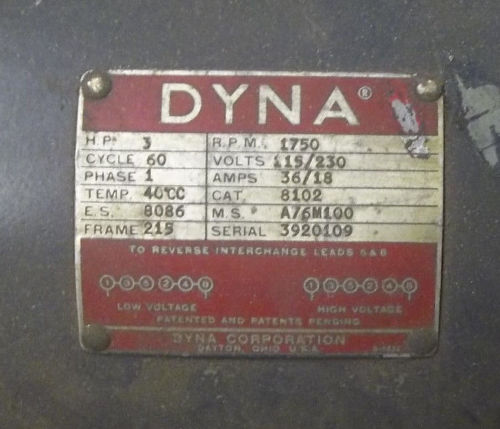 DYNA®
H.P. 3 R.P.M. 1750
CYCLE 60 VOLTS 115/230
PHASE 1 AMPS 36/18
TEMP. 40°C CAT. 8102
E.S. 8086 M.S. A76M100
FRAME 215 SERIAL 3920109
TO REVERSE INTERCHANGE LEADS 5 & 6
LOW VOLTAGE HIGH VOLTAGE
PATENTED AND PATENTS PENDING
DYNA CORPORATION
DAYTON, OHIO U.S.A.